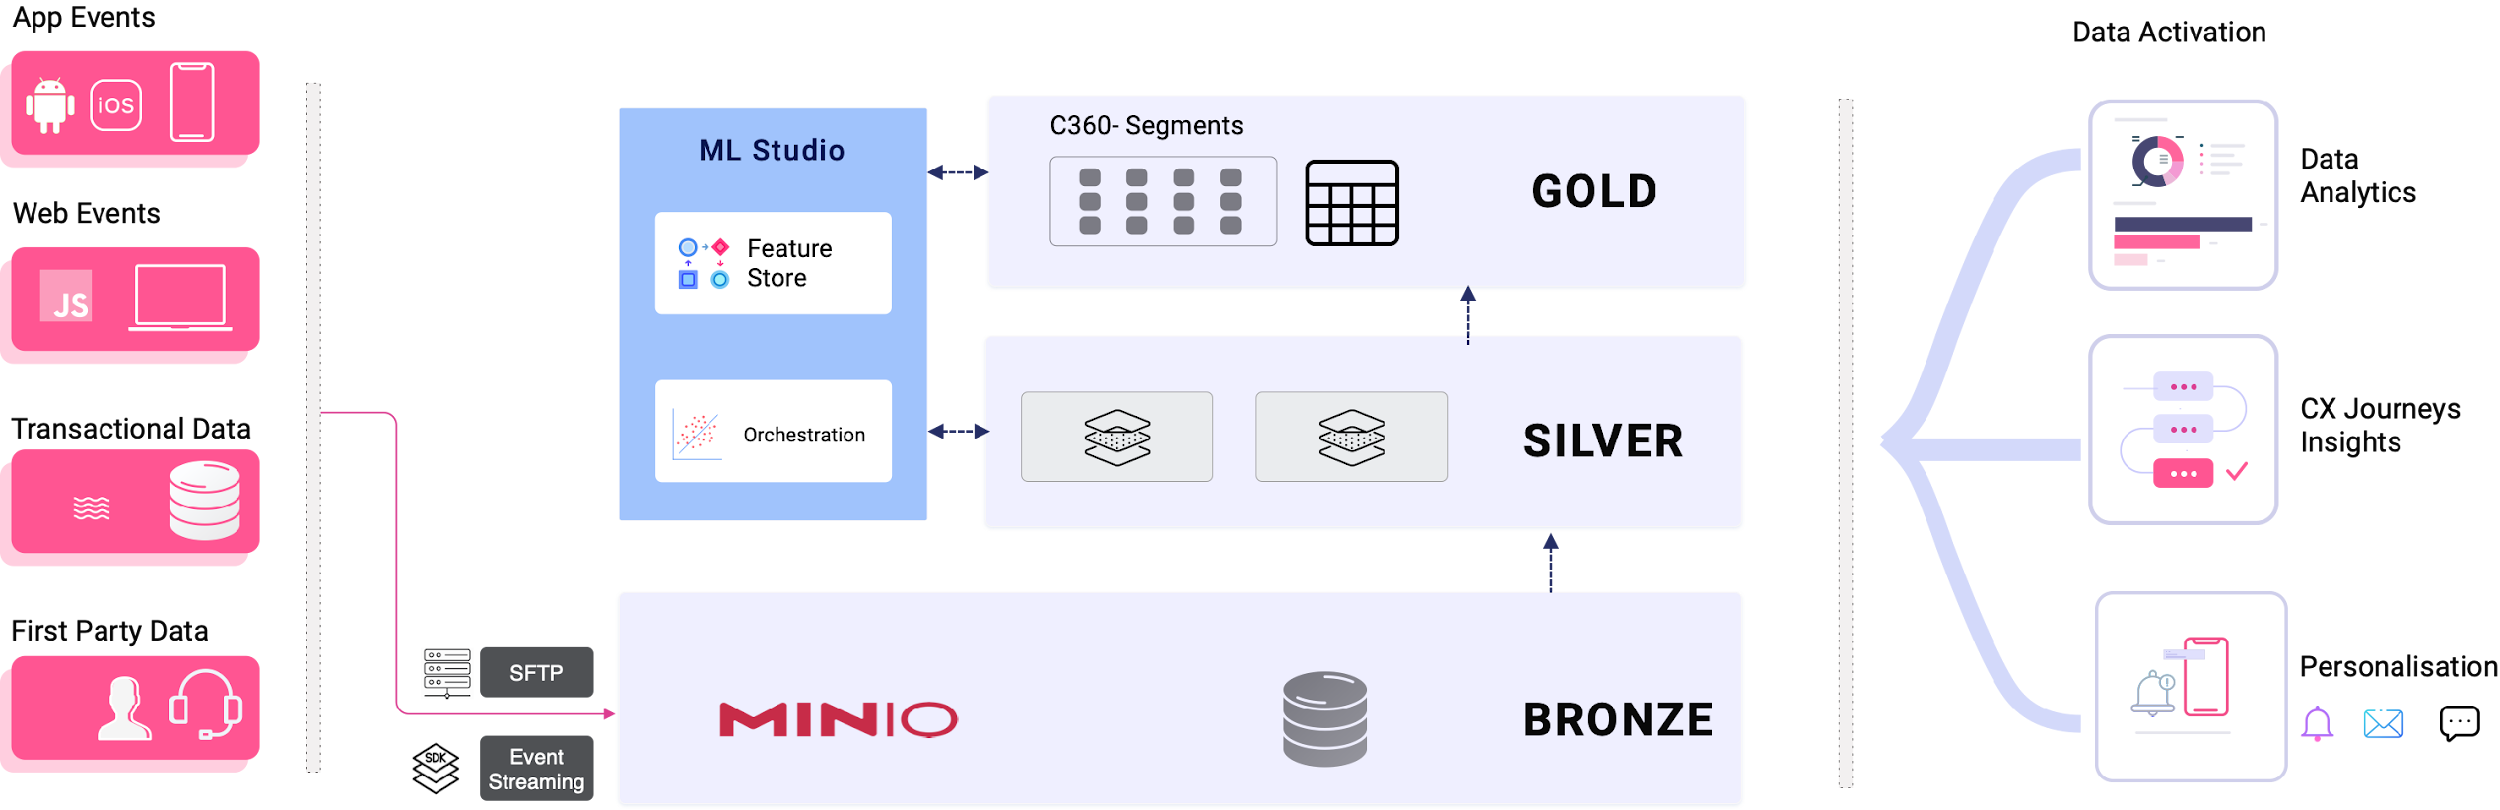 App Events
iOS
Web Events
JS
Transactional Data
First Party Data
SFTP
SDK
Event
Streaming
ML Studio
Feature
Store
Orchestration
C360- Segments
GOLD
SILVER
MINIO
BRONZE
Data Activation
Data
Analytics
CX Journeys
Insights
Personalisation